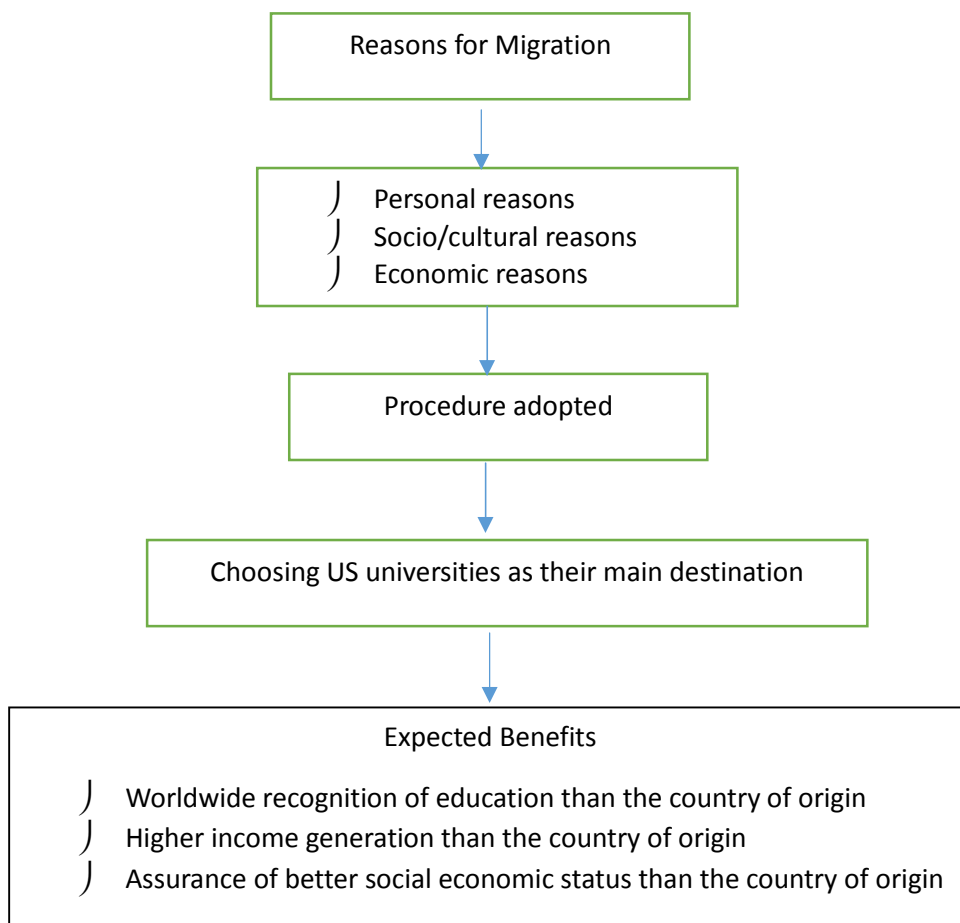 Reasons for Migration
Personal reasons
Socio/cultural reasons
Economic reasons
Procedure adopted
Choosing US universities as their main destination
Expected Benefits
Worldwide recognition of education than the country of origin
Higher income generation than the country of origin
Assurance of better social economic status than the country of origin